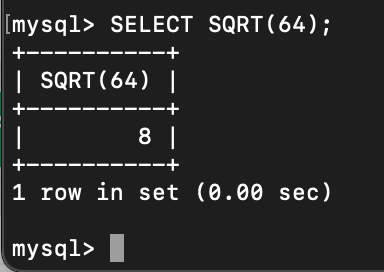 mysql> SELECT SQRT(64);
+----------+
| SQRT(64) |
+----------+
|        8 |
+----------+
1 row in set (0.00 sec)
mysql>